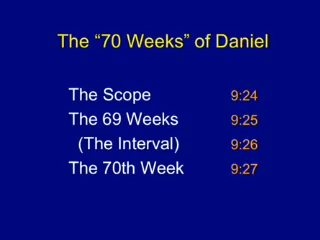 The “70 Weeks” of Daniel
The Scope 9:24
The 69 Weeks 9:25
(The Interval) 9:26
The 70th Week 9:27